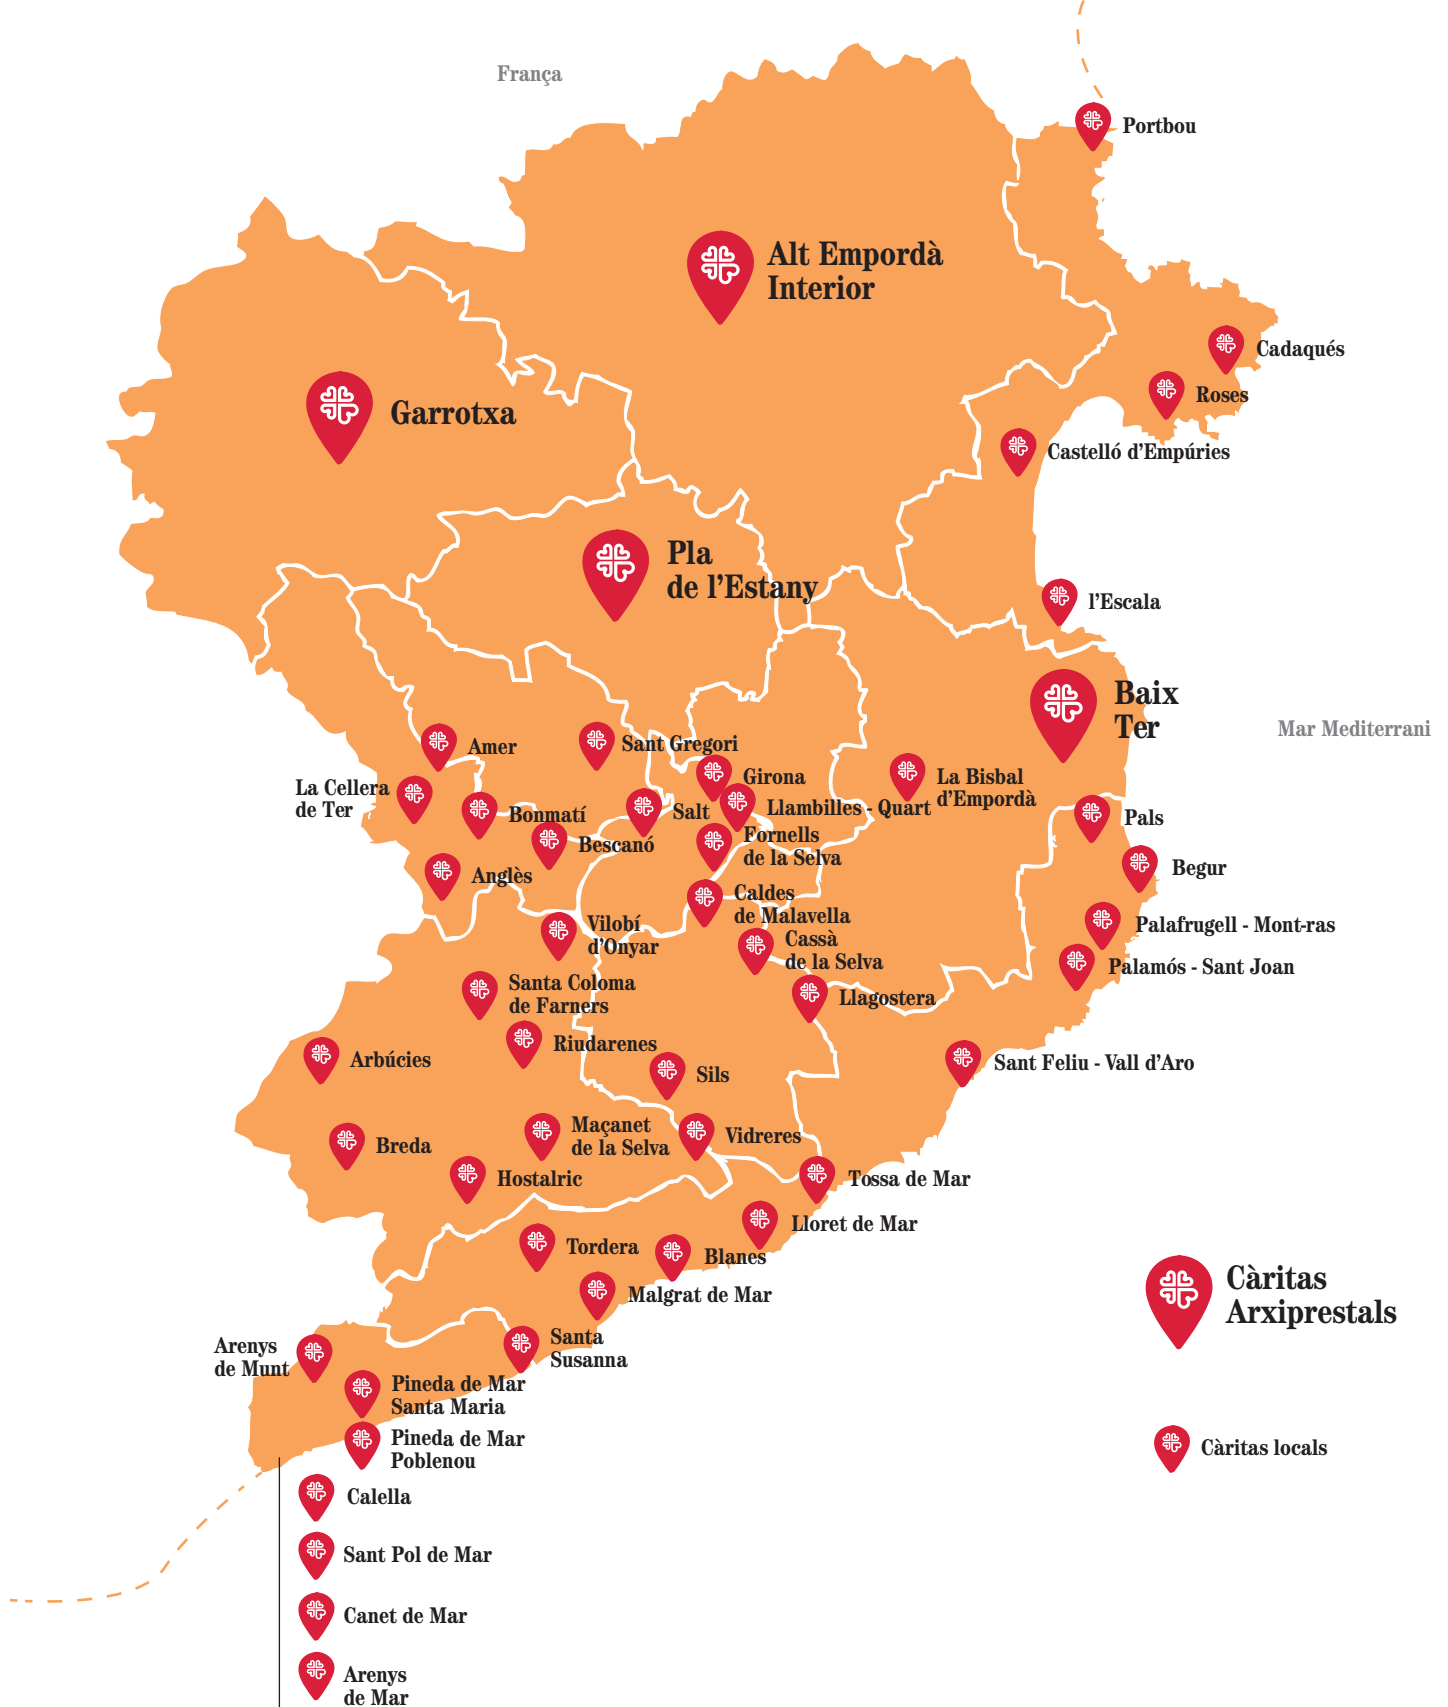 França
Portbou
Alt Empordà
Interior
Cadaqués
Roses
Garrotxa
Castelló d'Empúries
Pla
de l'Estany
l'Escala
Baix
Ter
Mar Mediterrani
Amer
Sant Gregori
La Cellera
de Ter
Girona
La Bisbal
d'Empordà
Bonmatí
Salt
Llambilles - Quart
Pals
Bescanó
Fornells
de la Selva
Begur
Anglès
Caldes
de Malavella
Vilobí
d'Onyar
Palafrugell - Mont-ras
Cassà
de la Selva
Palamós - Sant Joan
Santa Coloma
de Farners
Llagostera
Riudarenes
Arbúcies
Sils
Sant Feliu - Vall d'Aro
Maçanet
de la Selva
Vidreres
Breda
Hostalric
Tossa de Mar
Lloret de Mar
Tordera
Blanes
Malgrat de Mar
Càritas
Arxiprestals
Santa
Susanna
Arenys
de Munt
Pineda de Mar
Santa Maria
Pineda de Mar
Poblenou
Càritas locals
Calella
Sant Pol de Mar
Canet de Mar
Arenys
de Mar